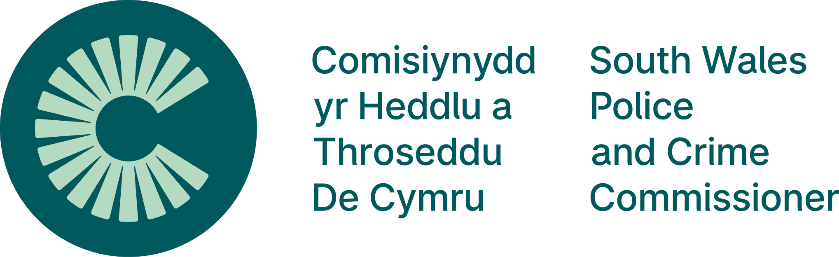 Comisiynydd
yr Heddlu a
Throseddu
De Cymru
South Wales
Police
and Crime
Commissioner